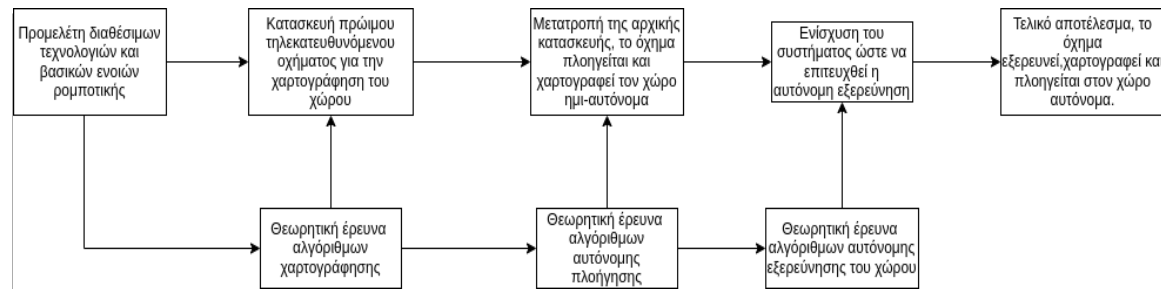 Προμελέτη διαθέσιμων
τεχνολογιών και
βασικών ενοιών
ρομποτικής
Κατασκευή πρώιμου
τηλεκατευθυνόμενου
οχήματος για την
χαρτογράφηση του
χώρου
Μετατροπή της αρχικής
κατασκευής, το όχημα
πλοηγείται και
χαρτογραφεί τον χώρο
ημι-αυτόνομα
Ενίσχυση του
συστήματος ώστε να
επιτευχθεί η
αυτόνομη εξερεύνηση
Τελικό αποτέλεσμα, το
όχημα
εξερευνεί,χαρτογραφεί και
πλοηγείται στον χώρο
αυτόνομα.
Θεωρητική έρευνα
αλγόριθμων
χαρτογράφησης
Θεωρητική έρευνα
αλγόριθμων
αυτόνομης
πλοήγησης
Θεωρητική έρευνα
αλγόριθμων αυτόνομης
εξερεύνησης του χώρου